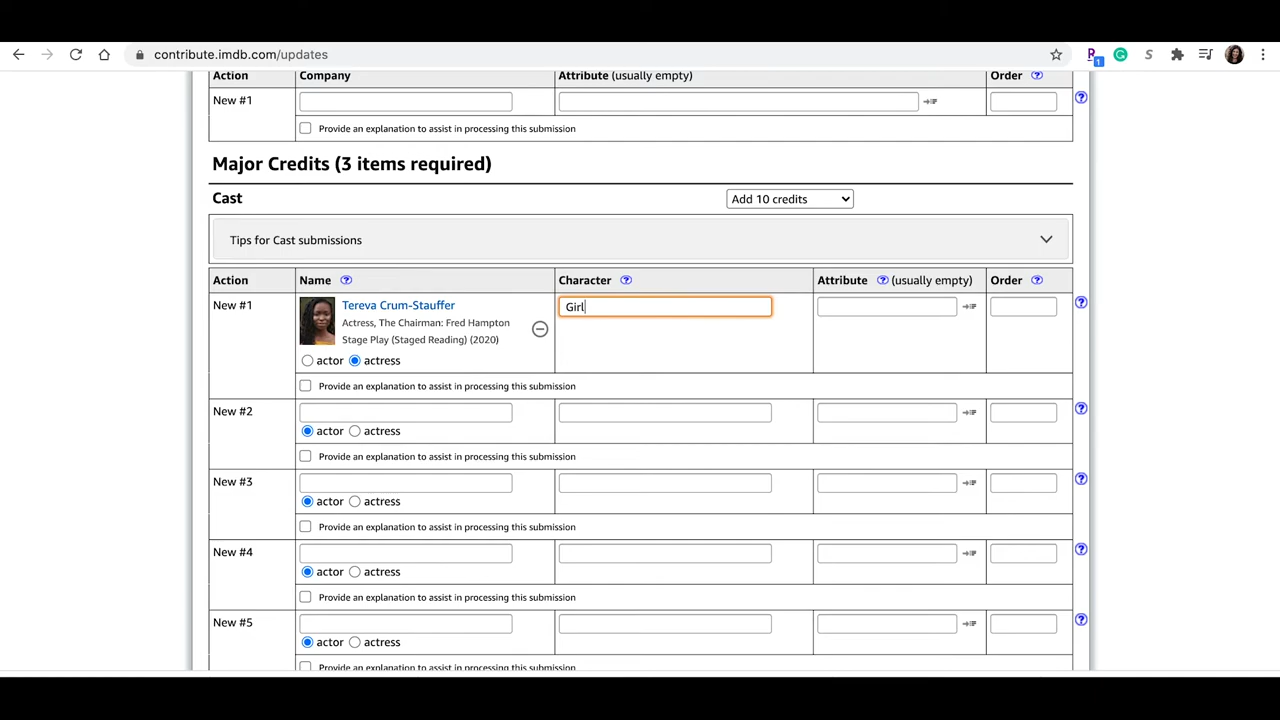 contribute.imdb.com/updates
1
S
Action Company Attribute (usually empty) Order ?
New #1 ?
Provide an explanation to assist in processing this submission
Major Credits (3 items required)
Cast Add 10 credits
Tips for Cast submissions
Action Name ? Character ? Attribute ? (usually empty) Order ?
New #1 Tereva Crum-Stauffer Girl ?
Actress, The Chairman: Fred Hampton
Stage Play (Staged Reading) (2020)
actor actress
Provide an explanation to assist in processing this submission
New #2 ?
actor actress
Provide an explanation to assist in processing this submission
New #3 ?
actor actress
Provide an explanation to assist in processing this submission
New #4 ?
actor actress
Provide an explanation to assist in processing this submission
New #5 ?
actor actress
Provide an explanation to assist in processing this submission